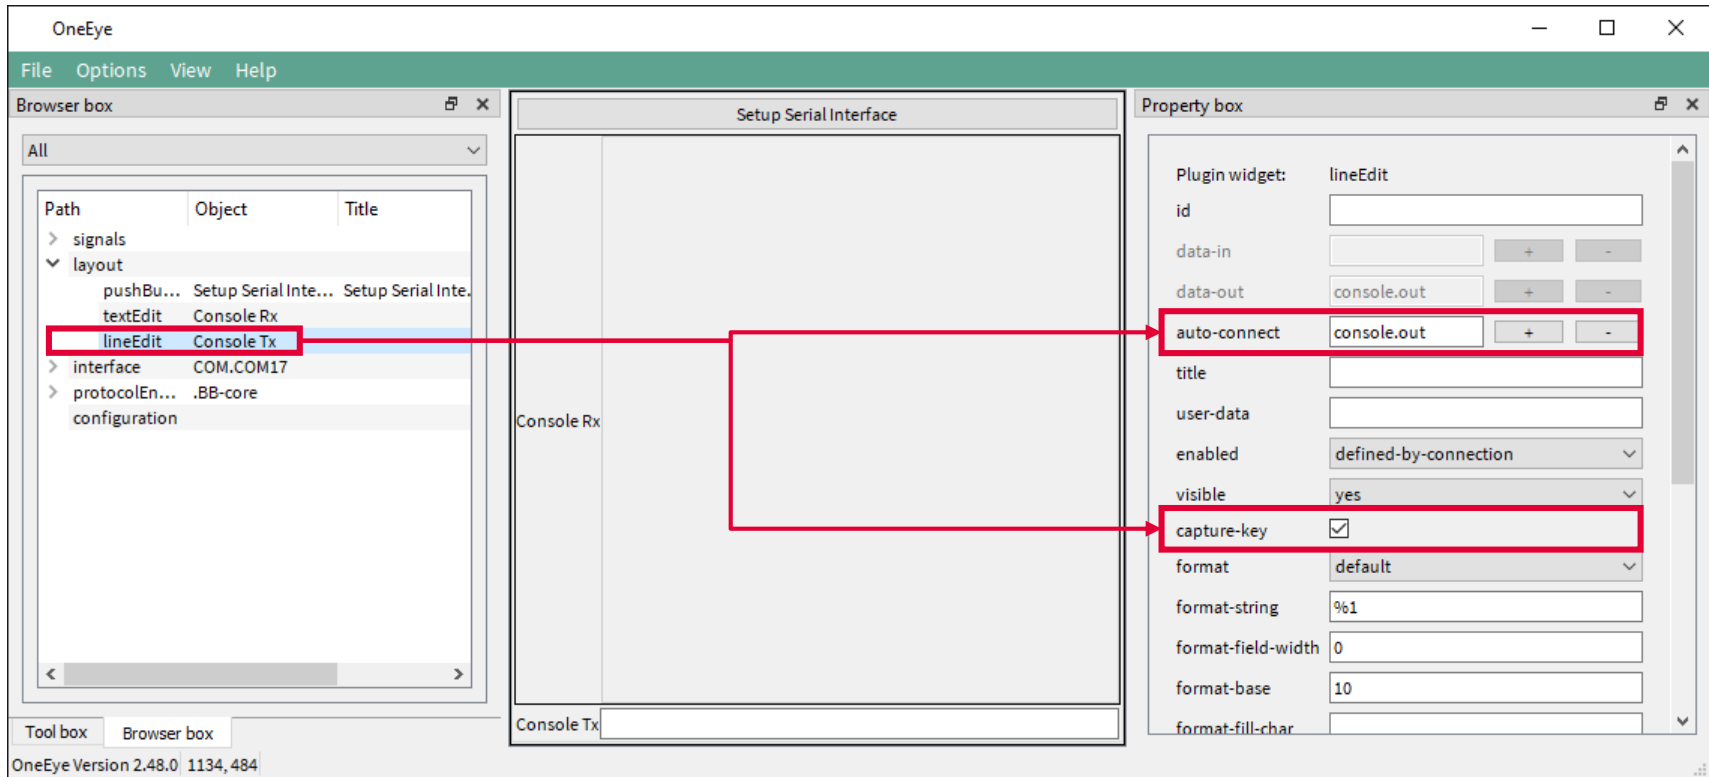 OneEye
File Options View Help
Browser box
All
Path Object Title
signals
layout
pushBu... Setup Serial Inte... Setup Serial Inte.
textEdit Console Rx
lineEdit Console Tx
interface COM.COM17
protocolEn... .BB-core
configuration
Tool box Browser box
OneEye Version 2.48.0 1134, 484
Setup Serial Interface
Console Rx
Console Tx
Property box
Plugin widget: lineEdit
id
data-in + -
data-out console.out + -
auto-connect console.out + -
title
user-data
enabled defined-by-connection
visible yes
capture-key
format default
format-string %1
format-field-width 0
format-base 10
format-fill-char